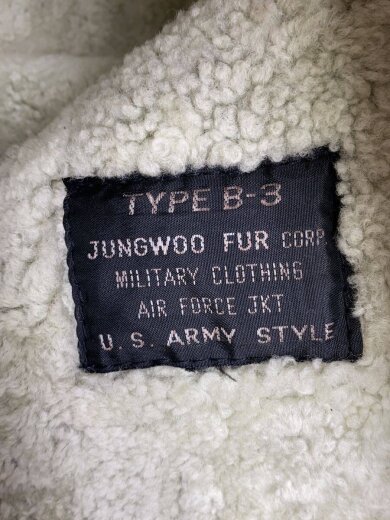 TYPE B-3
JUNGWOO FUR CORP.
MILITARY CLOTHING
AIR FORCE JKT
U.S. ARMY STYLE